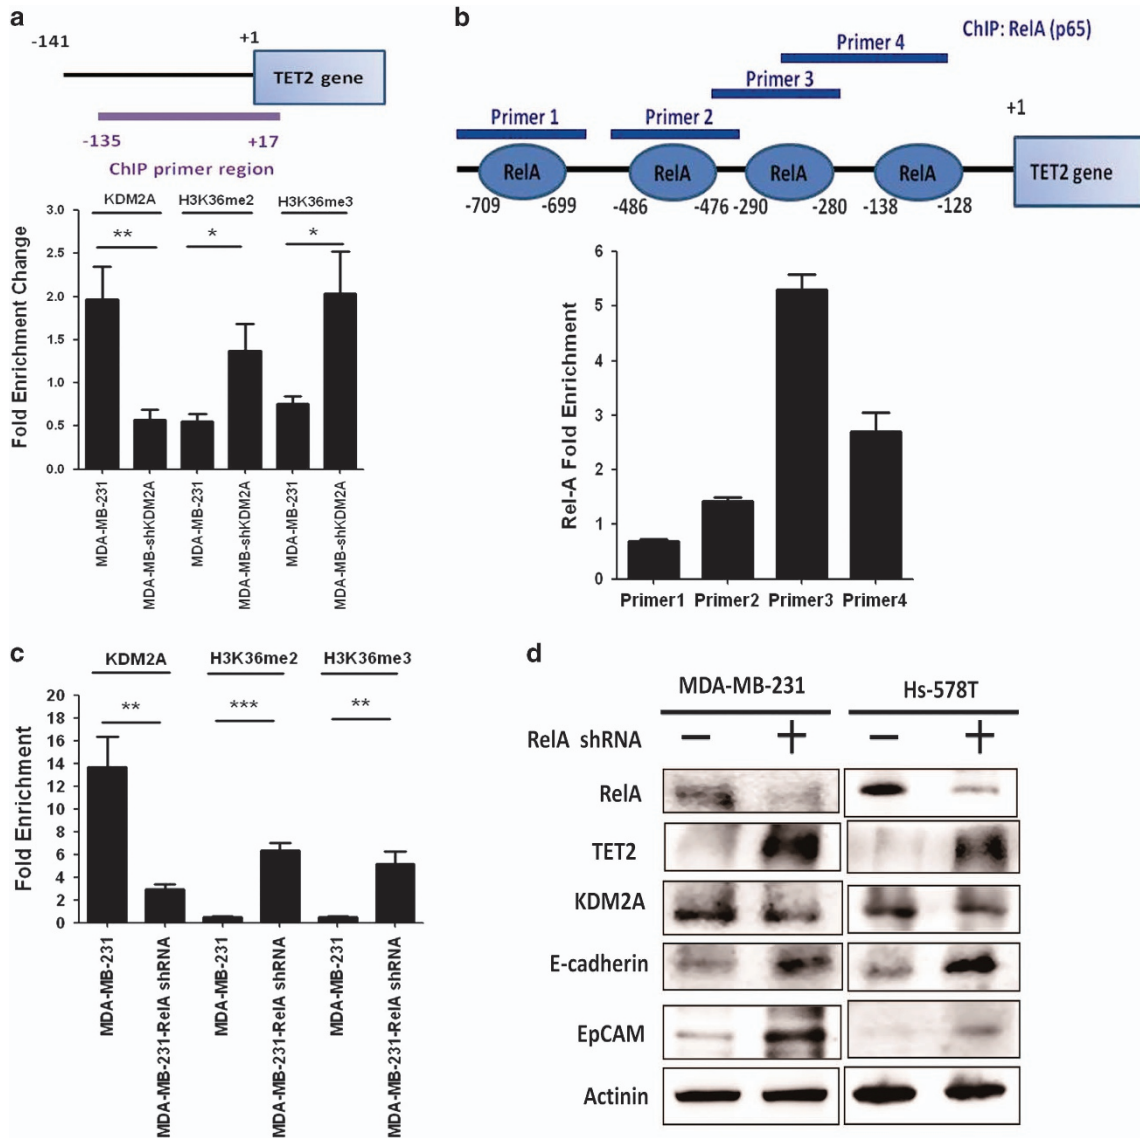 a
-141
+1
TET2 gene
-135
+17
ChIP primer region
KDM2A
H3K36me2
H3K36me3
**
*
*
Fold Enrichment Change
3.0
2.5
2.0
1.5
1.0
0.5
0.0
MDA-MB-231
MDA-MB-shKDM2A
MDA-MB-231
MDA-MB-shKDM2A
MDA-MB-231
MDA-MB-shKDM2A
b
ChIP: RelA (p65)
Primer 4
Primer 3
Primer 1
Primer 2
+1
RelA
RelA
RelA
RelA
TET2 gene
-709
-699
-486
-476
-290
-280
-138
-128
Rel-A Fold Enrichment
6
5
4
3
2
1
0
Primer1
Primer2
Primer3
Primer4
c
KDM2A
H3K36me2
H3K36me3
**
***
**
Fold Enrichment
20
18
16
14
12
10
8
6
4
2
0
MDA-MB-231
MDA-MB-231-RelA shRNA
MDA-MB-231
MDA-MB-231-RelA shRNA
MDA-MB-231
MDA-MB-231-RelA shRNA
d
MDA-MB-231
Hs-578T
RelA shRNA
− + − +
RelA
TET2
KDM2A
E-cadherin
EpCAM
Actinin